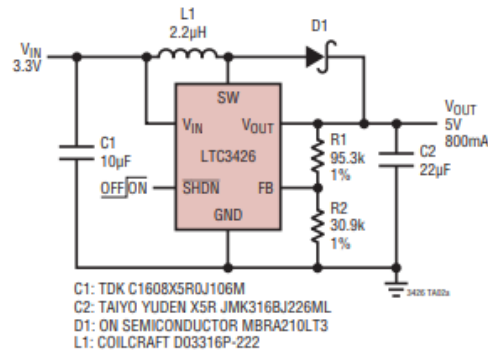 L1
2.2µH
D1
VIN
3.3V
SW
VIN
VOUT
LTC3426
SHDN
FB
GND
OFF ON
C1
10µF
R1
95.3k
1%
R2
30.9k
1%
C2
22µF
VOUT
5V
800mA
3426 TA02a
C1: TDK C1608X5R0J106M
C2: TAIYO YUDEN X5R JMK316BJ226ML
D1: ON SEMICONDUCTOR MBRA210LT3
L1: COILCRAFT D03316P-222